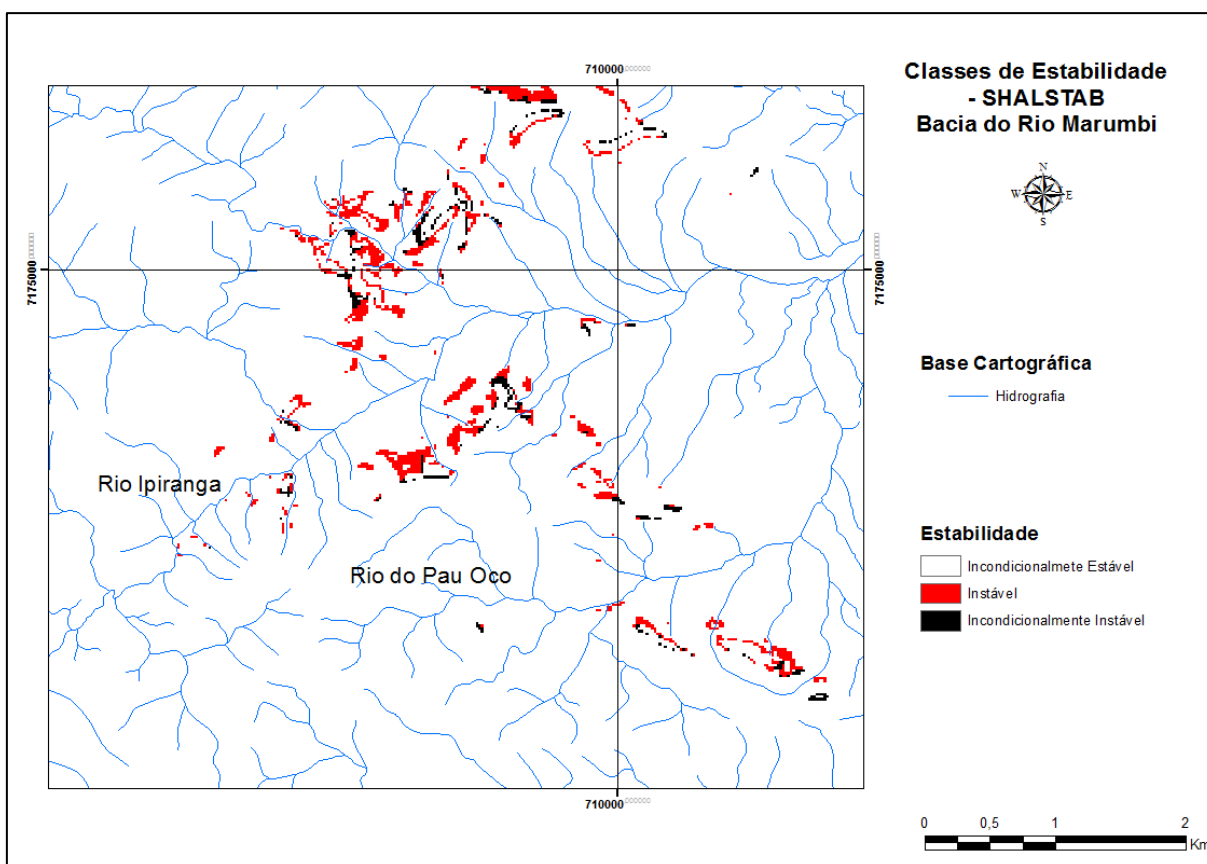 Classes de Estabilidade
- SHALSTAB
Bacia do Rio Marumbi
N
W
E
S
710000
7175000
7175000
Base Cartográfica
Hidrografia
Rio Ipiranga
Rio do Pau Oco
Estabilidade
Incondicionalmete Estável
Instável
Incondicionalmente Instável
710000
0
0,5
1
2
Km